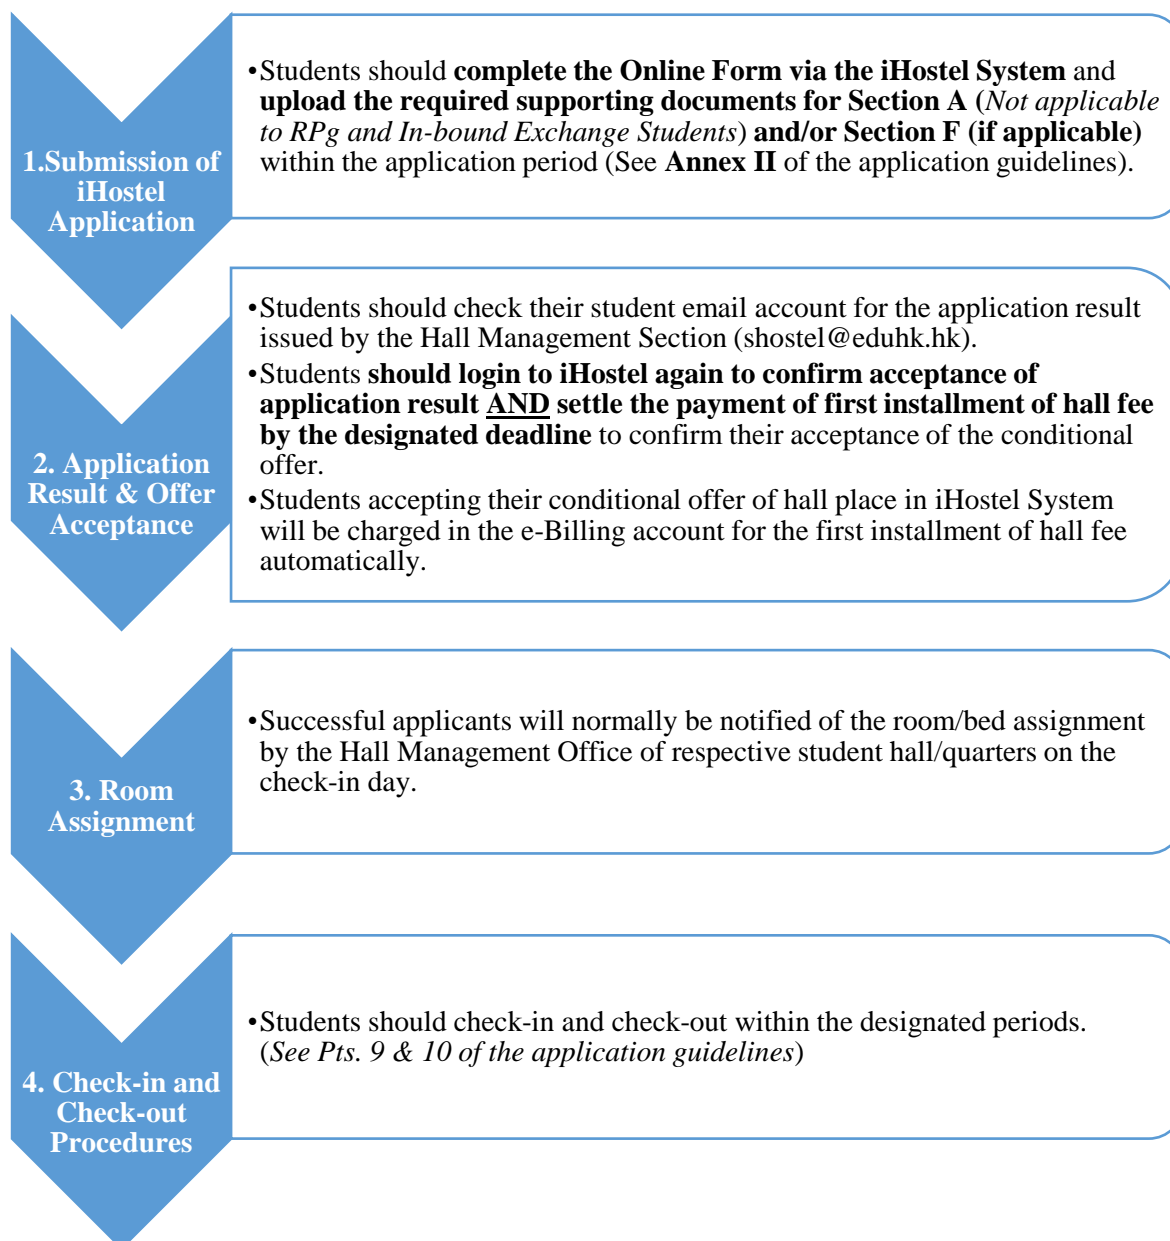 1.Submission of
iHostel
Application
•Students should complete the Online Form via the iHostel System and
upload the required supporting documents for Section A (Not applicable
to RPg and In-bound Exchange Students) and/or Section F (if applicable)
within the application period (See Annex II of the application guidelines).
2. Application
Result & Offer
Acceptance
•Students should check their student email account for the application result
issued by the Hall Management Section (shostel@eduhk.hk).
•Students should login to iHostel again to confirm acceptance of
application result AND settle the payment of first installment of hall fee
by the designated deadline to confirm their acceptance of the conditional
offer.
•Students accepting their conditional offer of hall place in iHostel System
will be charged in the e-Billing account for the first installment of hall fee
automatically.
3. Room
Assignment
•Successful applicants will normally be notified of the room/bed assignment
by the Hall Management Office of respective student hall/quarters on the
check-in day.
4. Check-in and
Check-out
Procedures
•Students should check-in and check-out within the designated periods.
(See Pts. 9 & 10 of the application guidelines)